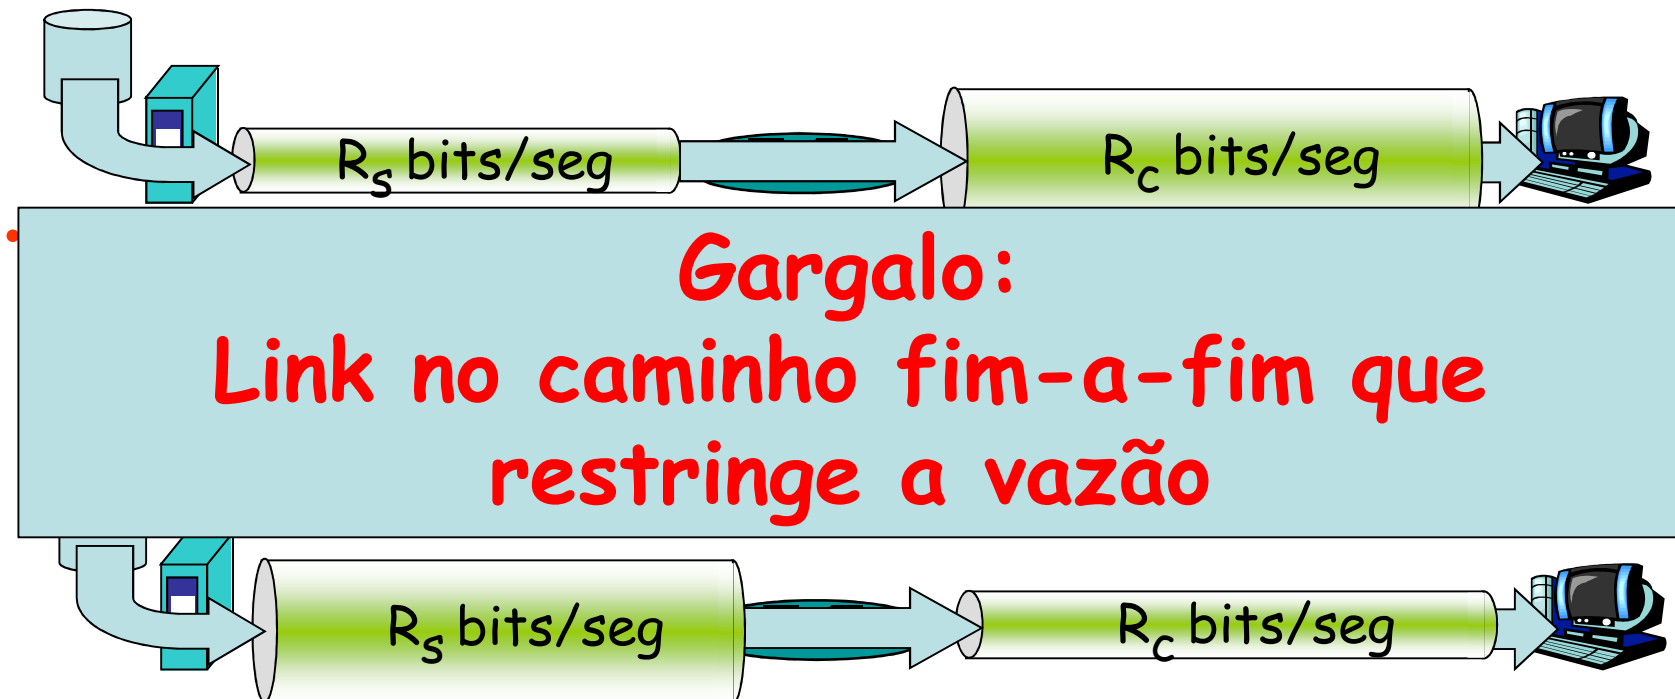 Rs bits/seg
Rc bits/seg
Gargalo:
Link no caminho fim-a-fim que
restringe a vazão
Rs bits/seg
Rc bits/seg